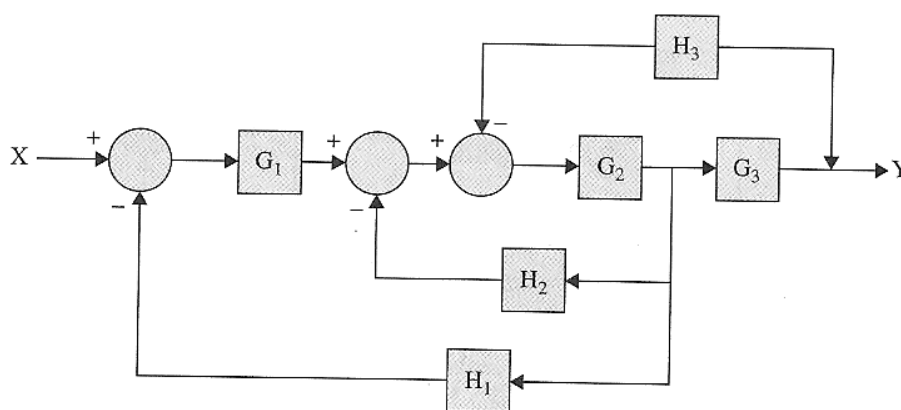 H₃
X + − G₁ + − + − G₂ G₃ Y
H₂
H₁